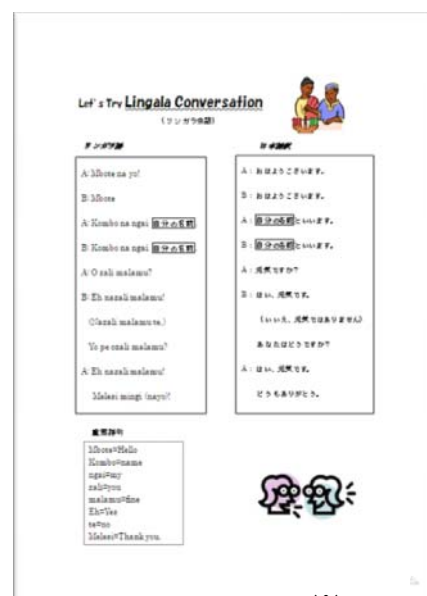 Let's Try Lingala Conversation
(リンガラ会話)
リンガラ語
A: Mbote na yo!
B: Mbote
A: Kombo na ngai 自分の名前.
B: Kombo na ngai 自分の名前.
A: O zali malamu?
B: Eh nazali malamu!
(Nazali malamu te.)
Yo pe ozali malamu?
A: Eh nazali malamu!
Melesi mingi (nayo)!
日本語訳
A: おはようございます。
B: おはようございます。
A: 自分の名前といいます。
B: 自分の名前といいます。
A: 元気ですか?
B: はい、元気です。
(いいえ、元気ではありません)
あなたはどうですか?
A: はい、元気です。
どうもありがとう。
重要語句
Mbote=Hello
Kombo=name
ngai=my
zali=you
malamu=fine
Eh=Yes
te=no
Melesi=Thank you.